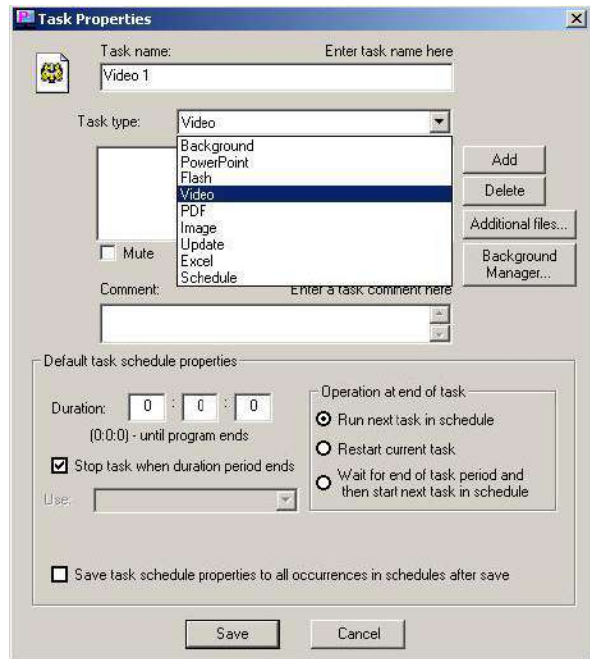 Task Properties
Task name: Enter task name here
Video 1
Task type: Video
Background
PowerPoint
Flash
Video
PDF
Image
Update
Excel
Schedule
Add
Delete
Additional files...
Background
Manager...
Mute
Comment: Enter a task comment here
Default task schedule properties
Duration: 0 : 0 : 0
(0:0:0) - until program ends
Stop task when duration period ends
Use:
Operation at end of task
Run next task in schedule
Restart current task
Wait for end of task period and
then start next task in schedule
Save task schedule properties to all occurrences in schedules after save
Save Cancel